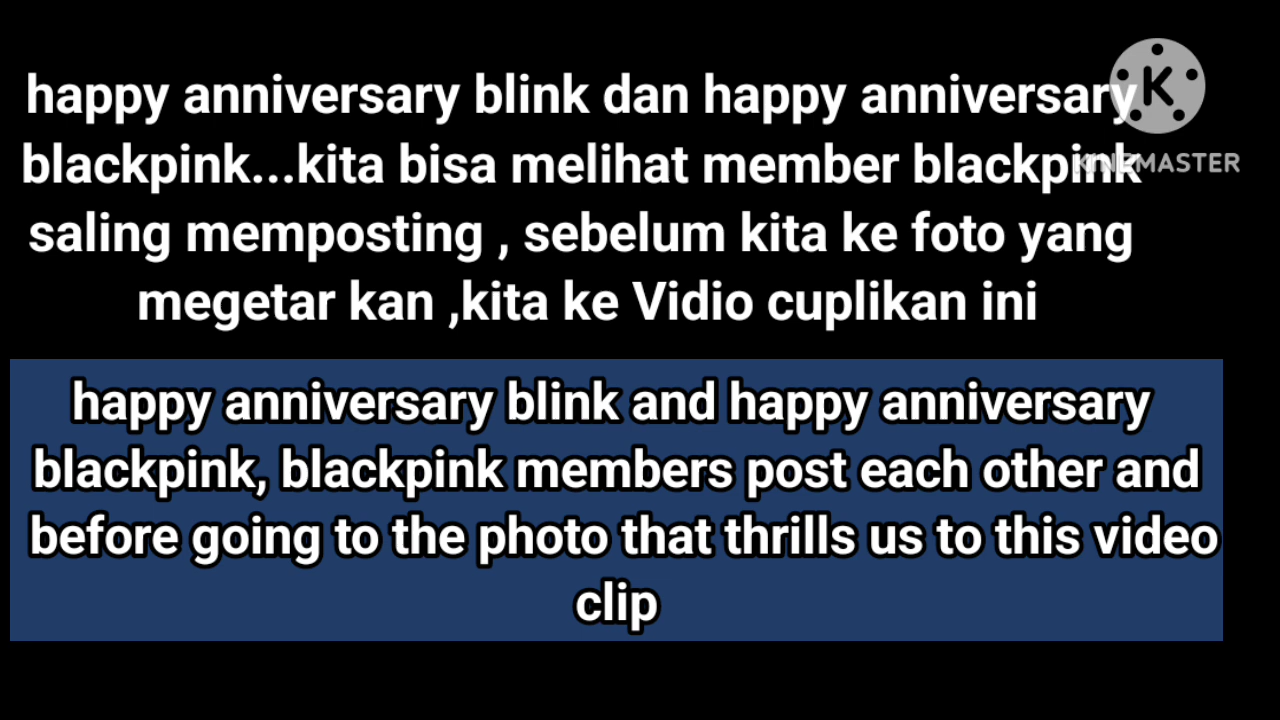 happy anniversary blink dan happy anniversary
blackpink...kita bisa melihat member blackpink
saling memposting , sebelum kita ke foto yang
megetar kan ,kita ke Vidio cuplikan ini
K
KINEMASTER
happy anniversary blink and happy anniversary
blackpink, blackpink members post each other and
before going to the photo that thrills us to this video
clip